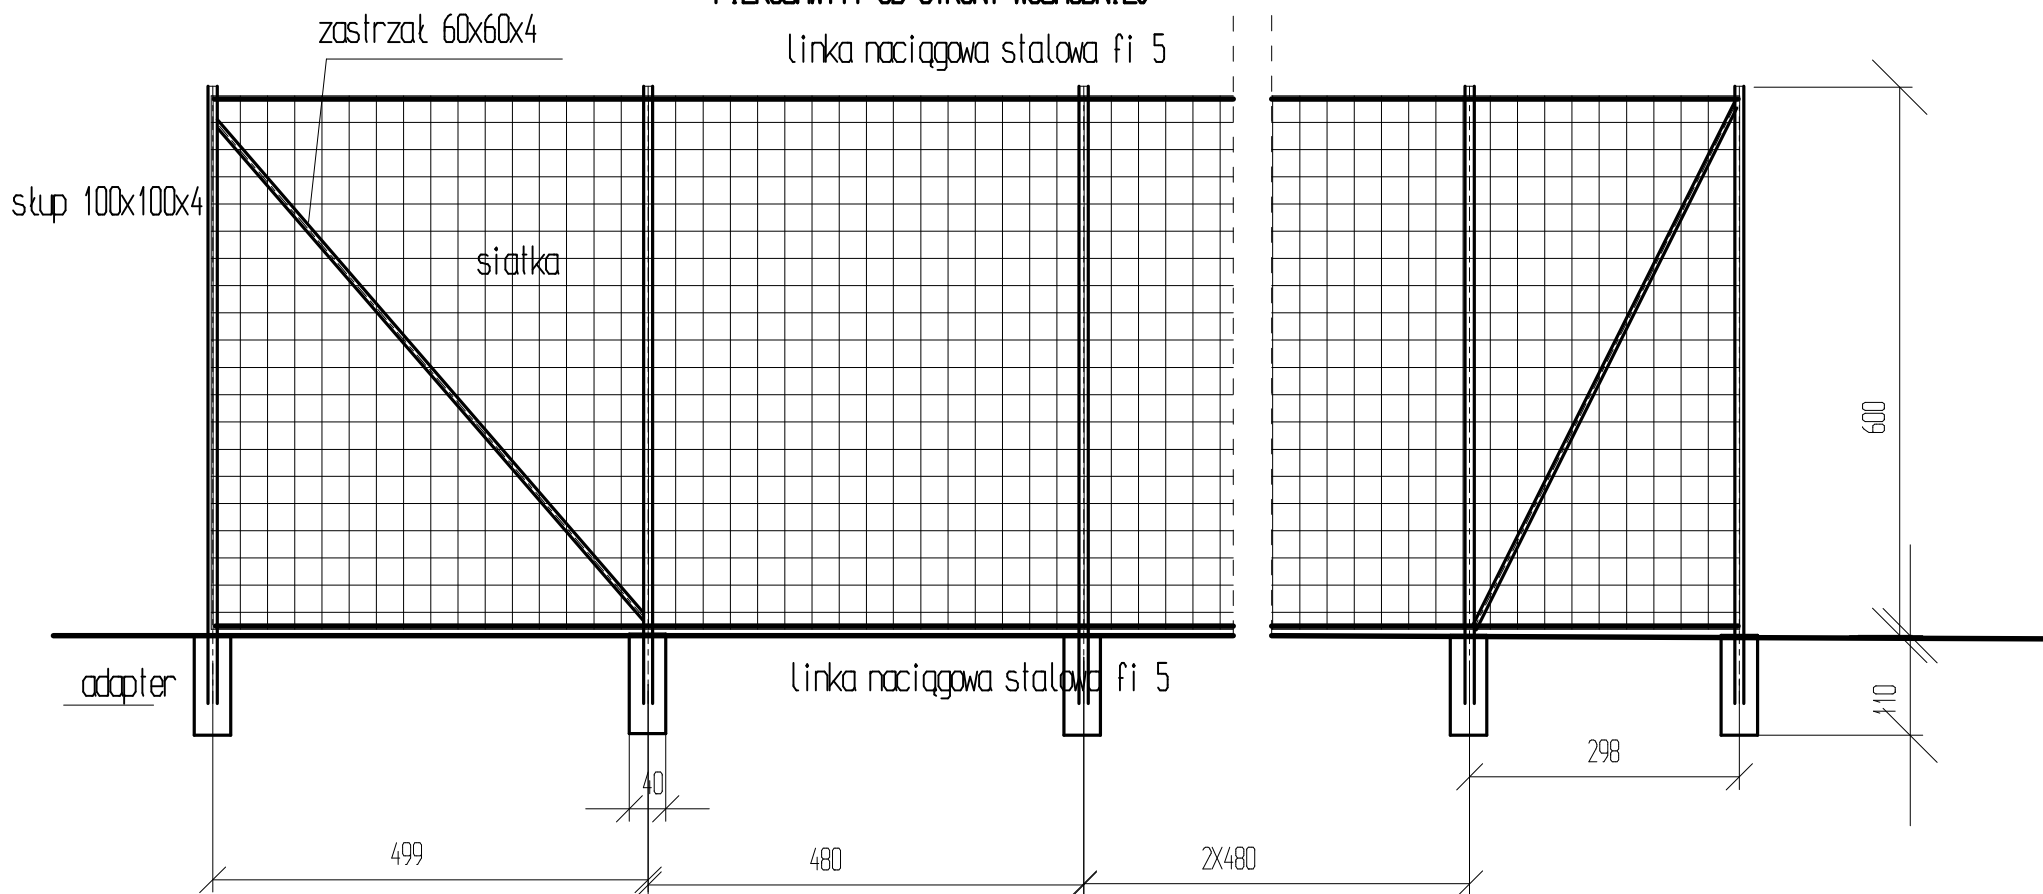 zastrzał 60x60x4
linka naciągowa stalowa fi 5
słup 100x100x4
siatka
600
adapter
linka naciągowa stalowa fi 5
110
298
40
499
480
2X480